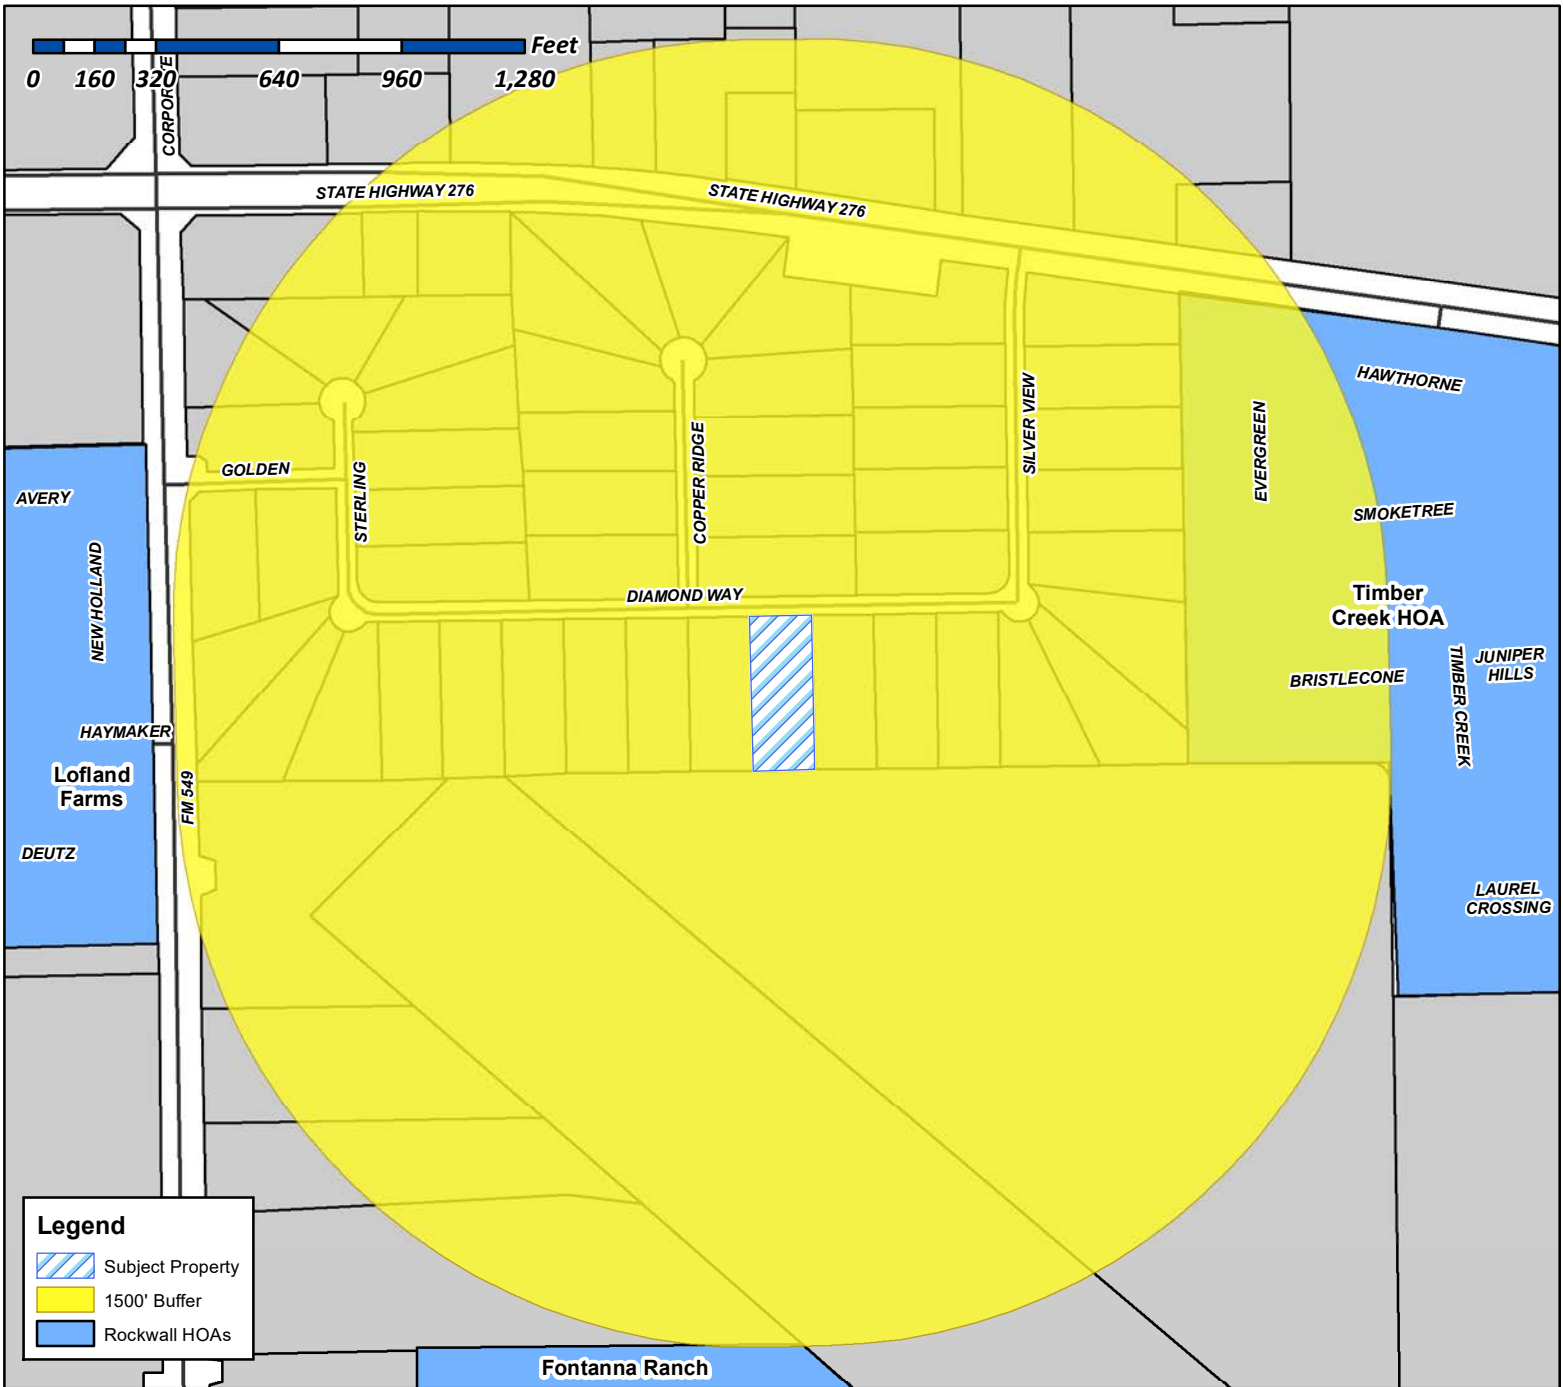 Feet
0 160 320 640 960 1,280
STATE HIGHWAY 276
STATE HIGHWAY 276
HAWTHORNE
SILVER VIEW
EVERGREEN
COPPER RIDGE
GOLDEN
STERLING
AVERY
SMOKETREE
NEW HOLLAND
DIAMOND WAY
Timber
Creek HOA
JUNIPER
HILLS
BRISTLECONE
TIMBER CREEK
HAYMAKER
Lofland
Farms
FM 549
DEUTZ
LAUREL
CROSSING
Legend
Subject Property
1500' Buffer
Rockwall HOAs
Fontanna Ranch